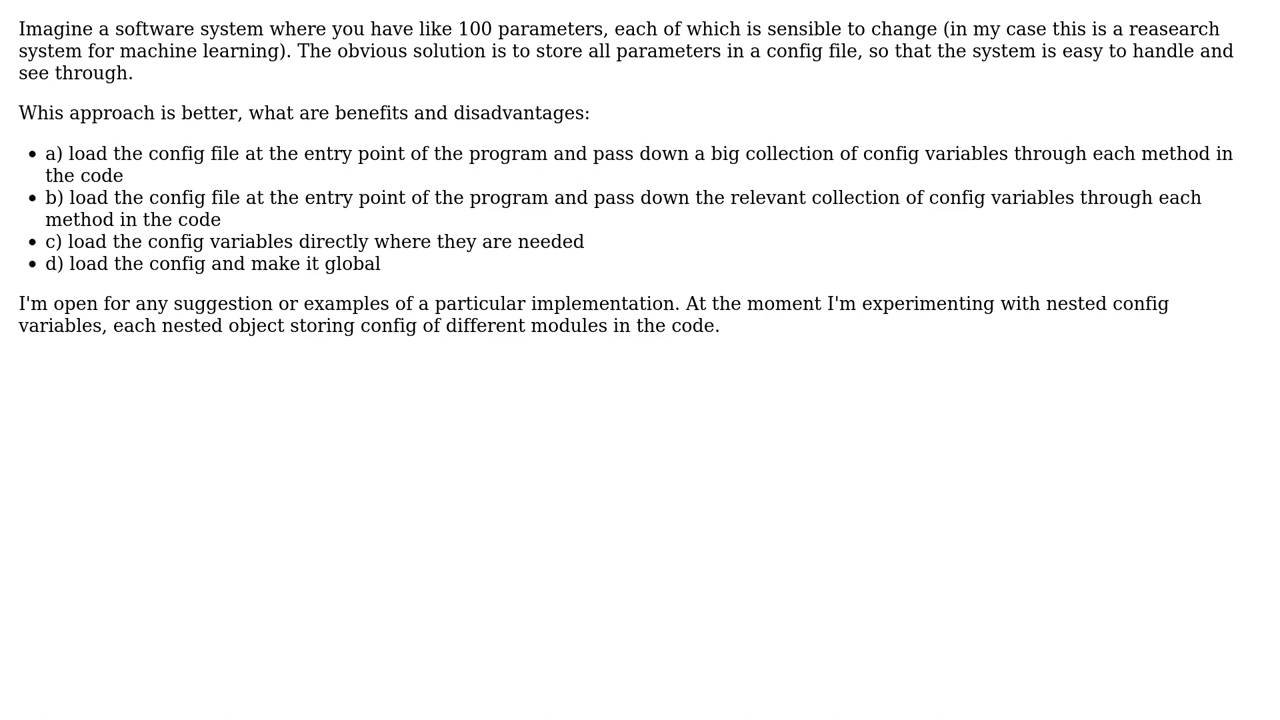 Imagine a software system where you have like 100 parameters, each of which is sensible to change (in my case this is a reasearch
system for machine learning). The obvious solution is to store all parameters in a config file, so that the system is easy to handle and
see through.
Whis approach is better, what are benefits and disadvantages:
• a) load the config file at the entry point of the program and pass down a big collection of config variables through each method in
the code
• b) load the config file at the entry point of the program and pass down the relevant collection of config variables through each
method in the code
• c) load the config variables directly where they are needed
• d) load the config and make it global
I'm open for any suggestion or examples of a particular implementation. At the moment I'm experimenting with nested config
variables, each nested object storing config of different modules in the code.